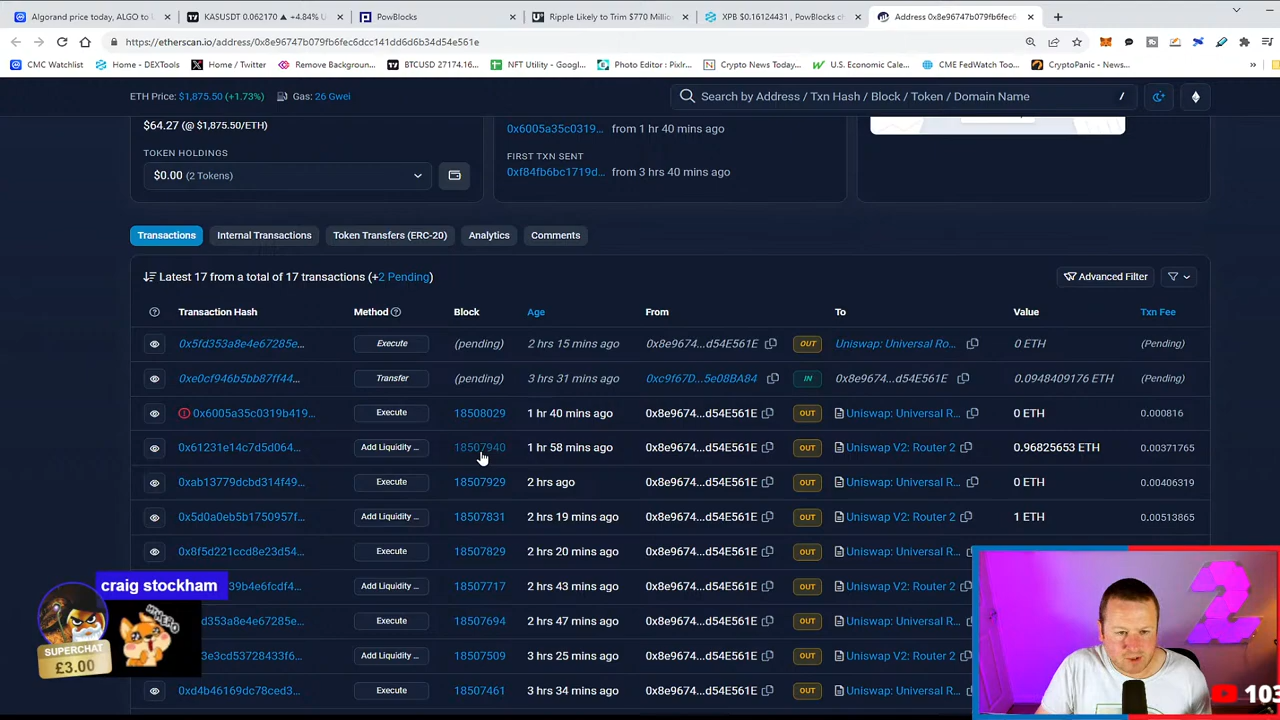 Algorand price today, ALGO to L
KASUSDT 0.062170 ▲ +4.84% U
PowBlocks
Ripple Likely to Trim $770 Millio
XPB $0.16124431 , PowBlocks c
Address 0x8e96747b079fb6fec
https://etherscan.io/address/0x8e96747b079fb6fec6dcc141dd6d6b34d54e561e
CMC Watchlist
Home - DEXTools
Home / Twitter
Remove Backgroun...
BTCUSD 27174.16...
NFT Utility - Googl...
Photo Editor : Pixlr...
Crypto News Today...
U.S. Economic Cale...
CME FedWatch Too...
CryptoPanic - News...
ETH Price: $1,875.50 (+1.73%) Gas: 26 Gwei
Search by Address / Txn Hash / Block / Token / Domain Name /
$64.27 (@ $1,875.50/ETH)
TOKEN HOLDINGS
$0.00 (2 Tokens)
0x6005a35c0319... from 1 hr 40 mins ago
FIRST TXN SENT
0xf84fb6bc1719d... from 3 hrs 40 mins ago
Transactions Internal Transactions Token Transfers (ERC-20) Analytics Comments
Latest 17 from a total of 17 transactions (+2 Pending)
Advanced Filter
Transaction Hash Method Block Age From To Value Txn Fee
0x5fd353a8e4e67285e... Execute (pending) 2 hrs 15 mins ago 0x8e9674...d54E561E OUT Uniswap: Universal Ro... 0 ETH (Pending)
0xe0cf946b5bb87ff44... Transfer (pending) 3 hrs 31 mins ago 0xc9f67D...5e08BA84 IN 0x8e9674...d54E561E 0.0948409176 ETH (Pending)
0x6005a35c0319b419... Execute 18508029 1 hr 40 mins ago 0x8e9674...d54E561E OUT Uniswap: Universal R... 0 ETH 0.000816
0x61231e14c7d5d064... Add Liquidity ... 18507940 1 hr 58 mins ago 0x8e9674...d54E561E OUT Uniswap V2: Router 2 0.96825653 ETH 0.00371765
0xab13779dcbd314f49... Execute 18507929 2 hrs ago 0x8e9674...d54E561E OUT Uniswap: Universal R... 0 ETH 0.00406319
0x5d0a0eb5b1750957f... Add Liquidity ... 18507831 2 hrs 19 mins ago 0x8e9674...d54E561E OUT Uniswap V2: Router 2 1 ETH 0.00513865
0x8f5d221ccd8e23d54... Execute 18507829 2 hrs 20 mins ago 0x8e9674...d54E561E OUT Uniswap: Universal R...
39b4e6fcdf4... Add Liquidity ... 18507717 2 hrs 43 mins ago 0x8e9674...d54E561E OUT Uniswap V2: Router 2
d353a8e4e67285e... Execute 18507694 2 hrs 47 mins ago 0x8e9674...d54E561E OUT Uniswap: Universal R...
3e3cd53728433f6... Add Liquidity ... 18507509 3 hrs 25 mins ago 0x8e9674...d54E561E OUT Uniswap V2: Router 2
0xd4b46169dc78ced3... Execute 18507461 3 hrs 34 mins ago 0x8e9674...d54E561E OUT Uniswap: Universal R...
craig stockham
MY HERO
SUPERCHAT
£3.00
2
103